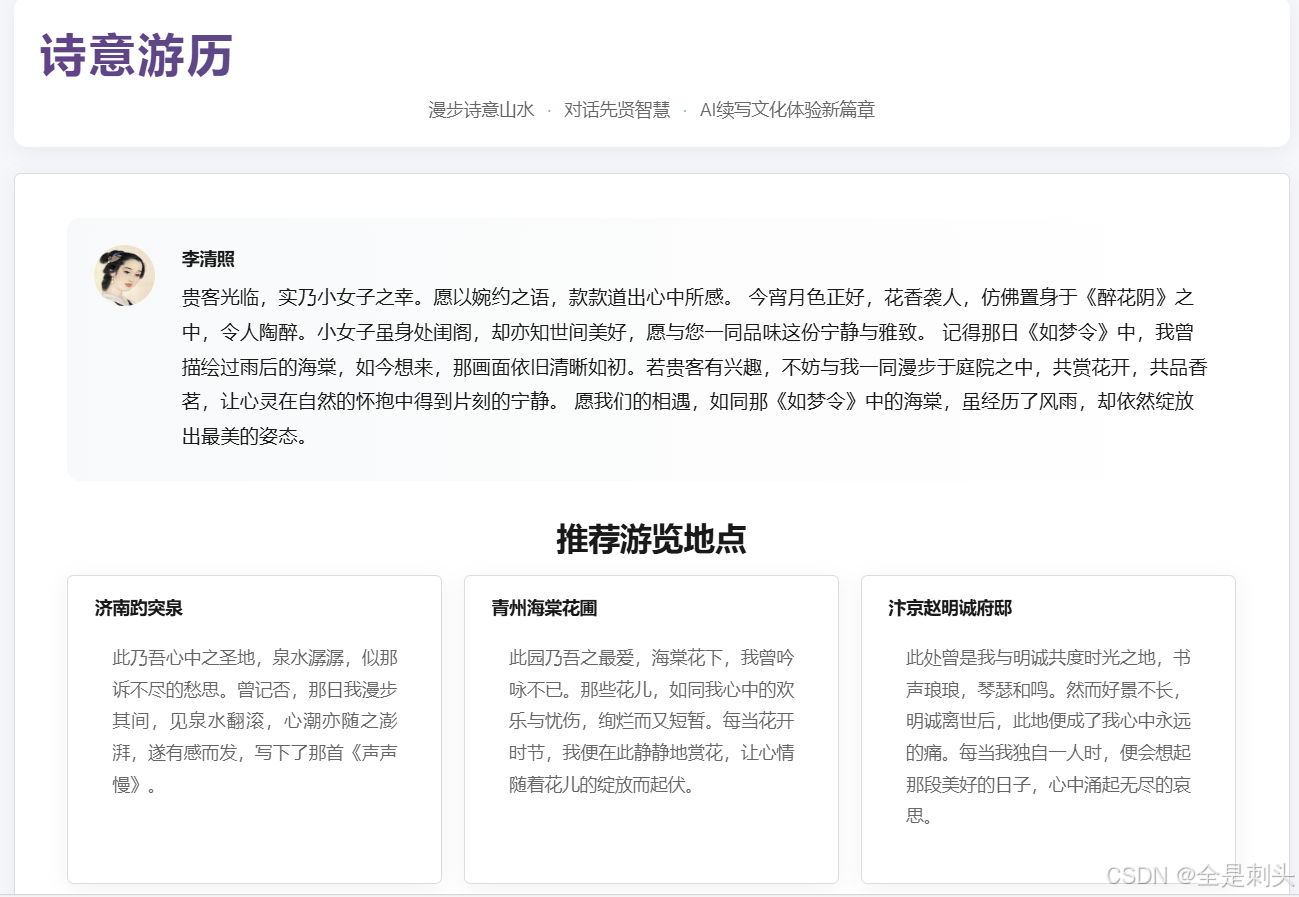 诗意游历
漫步诗意山水 · 对话先贤智慧 · AI续写文化体验新篇章
李清照
贵客光临，实乃小女子之幸。愿以婉约之语，款款道出心中所感。 今宵月色正好，花香袭人，仿佛置身于《醉花阴》之
中，令人陶醉。小女子虽身处闺阁，却亦知世间美好，愿与您一同品味这份宁静与雅致。 记得那日《如梦令》中，我曾
描绘过雨后的海棠，如今想来，那画面依旧清晰如初。若贵客有兴趣，不妨与我一同漫步于庭院之中，共赏花开，共品香
茗，让心灵在自然的怀抱中得到片刻的宁静。 愿我们的相遇，如同那《如梦令》中的海棠，虽经历了风雨，却依然绽放
出最美的姿态。
推荐游览地点
济南趵突泉
此乃吾心中之圣地，泉水潺潺，似那
诉不尽的愁思。曾记否，那日我漫步
其间，见泉水翻滚，心潮亦随之澎
湃，遂有感而发，写下了那首《声声
慢》。
青州海棠花圃
此园乃吾之最爱，海棠花下，我曾吟
咏不已。那些花儿，如同我心中的欢
乐与忧伤，绚烂而又短暂。每当花开
时节，我便在此静静地赏花，让心情
随着花儿的绽放而起伏。
汴京赵明诚府邸
此处曾是我与明诚共度时光之地，书
声琅琅，琴瑟和鸣。然而好景不长，
明诚离世后，此地便成了我心中永远
的痛。每当我独自一人时，便会想起
那段美好的日子，心中涌起无尽的哀
思。
CSDN @全是刺头